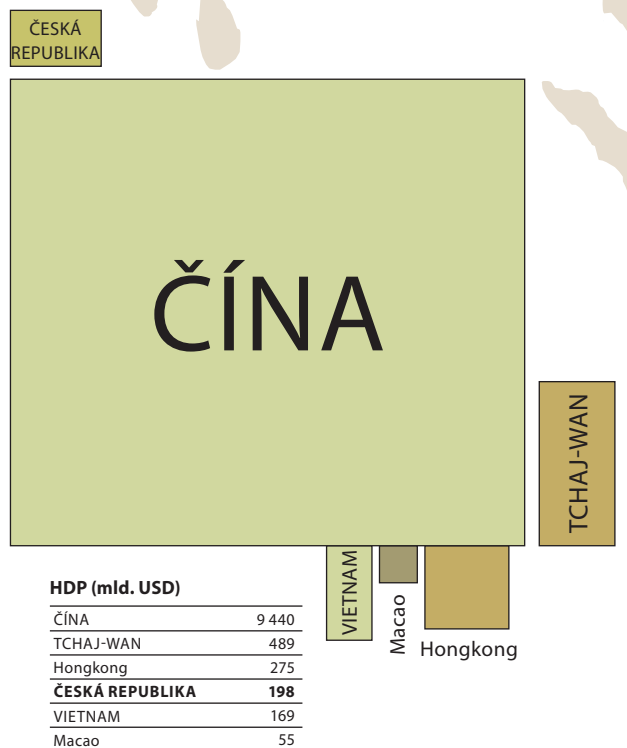 ČESKÁ
REPUBLIKA
ČÍNA
TCHAJ-WAN
VIETNAM
Macao
Hongkong
HDP (mld. USD)
ČÍNA 9 440
TCHAJ-WAN 489
Hongkong 275
ČESKÁ REPUBLIKA 198
VIETNAM 169
Macao 55